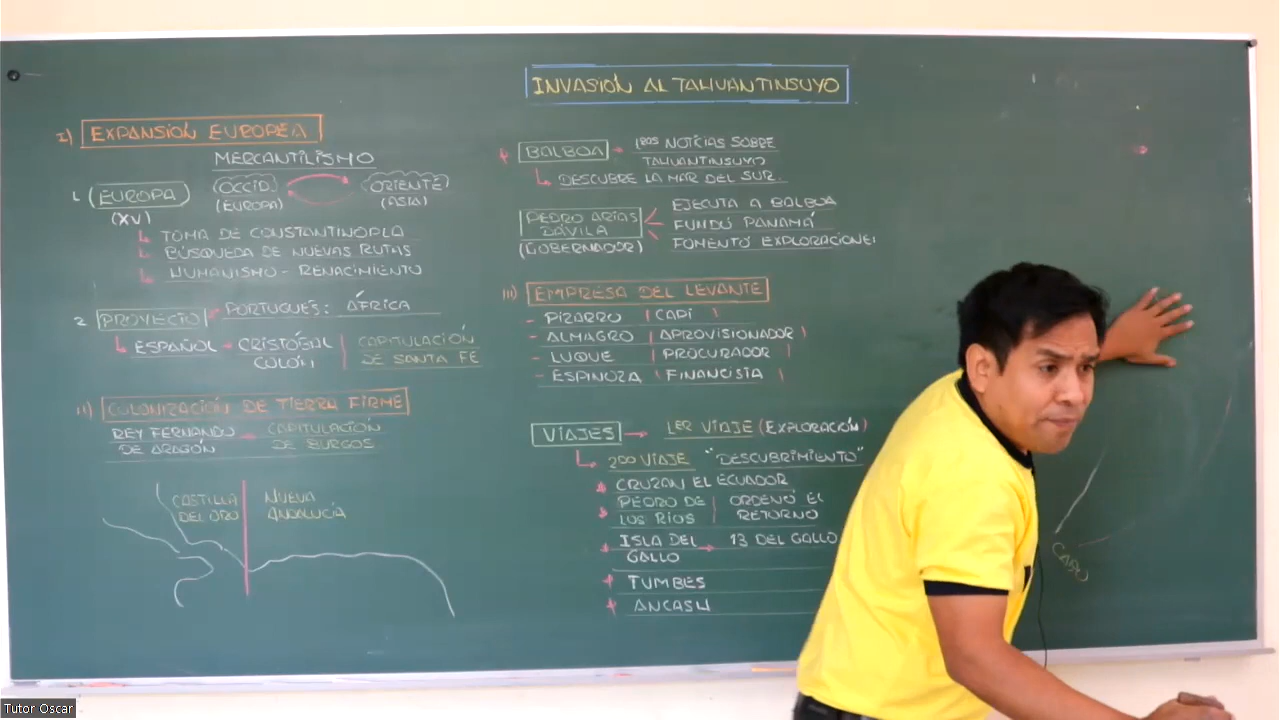 INVASIÓN AL TAHUANTINSUYO
I) EXPANSIÓN EUROPEA
MERCANTILISMO
1. (EUROPA) OCCID. ORIENTE
(XV) (EUROPA) (ASIA)
TOMA DE CONSTANTINOPLA
BÚSQUEDA DE NUEVAS RUTAS
HUMANISMO - RENACIMIENTO
2. PROYECTO PORTUGUÉS: ÁFRICA
ESPAÑOL → CRISTÓBAL COLÓN | CAPITULACIÓN DE SANTA FE
II) COLONIZACIÓN DE TIERRA FIRME
REY FERNANDO → CAPITULACIÓN
DE ARAGÓN DE BURGOS
CASTILLA DEL ORO
NUEVA ANDALUCÍA
* BALBOA → 1ras NOTICIAS SOBRE
TAHUANTINSUYO
DESCUBRE LA MAR DEL SUR.
PEDRO ARIAS DÁVILA
(GOBERNADOR)
EJECUTA A BALBOA
FUNDÓ PANAMÁ
FOMENTÓ EXPLORACIONE
III) EMPRESA DEL LEVANTE
- PIZARRO | CAPI |
- ALMAGRO | APROVISIONADOR |
- LUQUE | PROCURADOR |
- ESPINOZA | FINANCISTA |
VIAJES → 1ER VIAJE (EXPLORACIÓN)
2DO VIAJE "DESCUBRIMIENTO"
* CRUZAN EL ECUADOR
* PEDRO DE LOS RÍOS | ORDENÓ EL RETORNO
* ISLA DEL GALLO → 13 DEL GALLO
* TUMBES
* ANCASH
Tutor Oscar